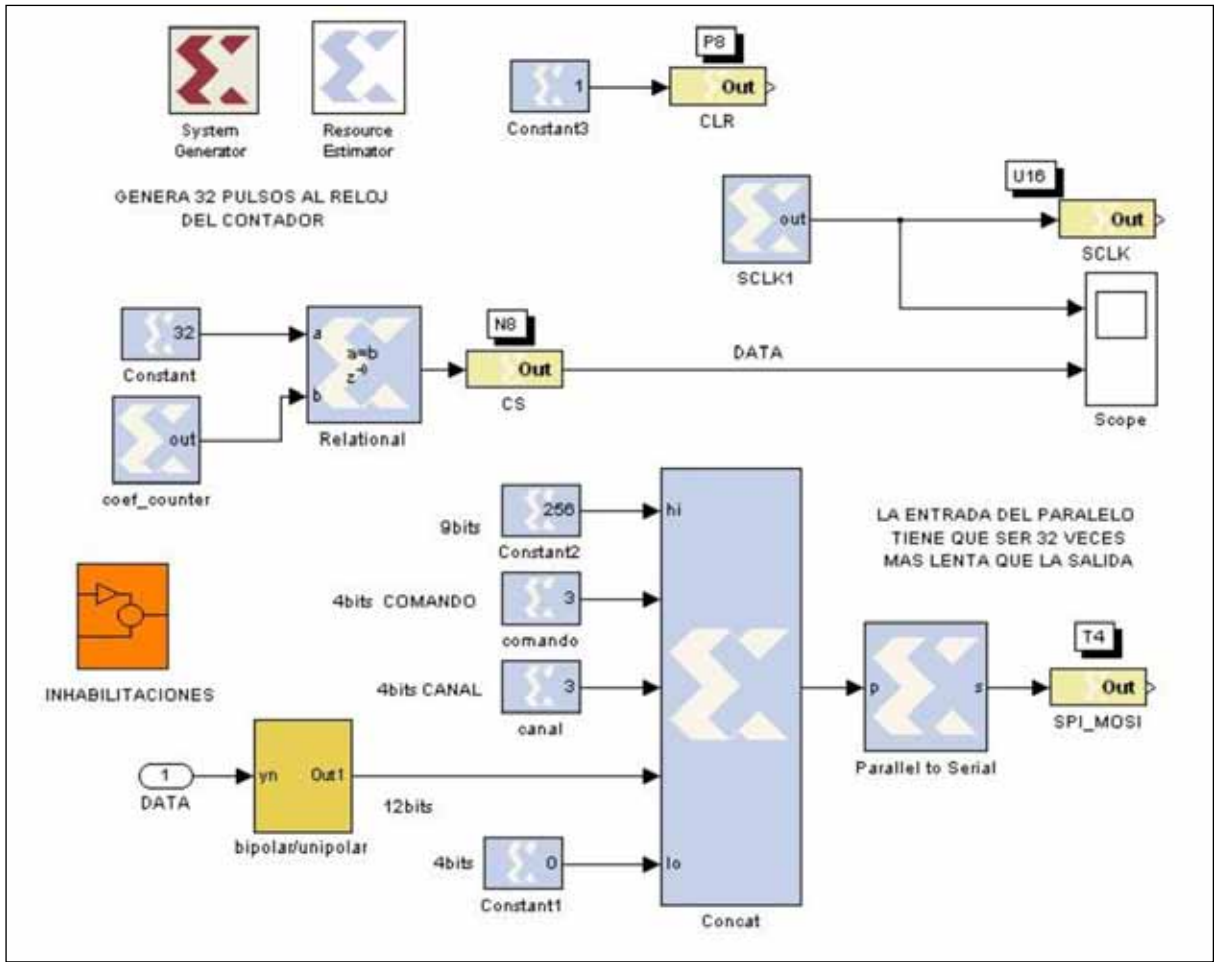 System
Generator
Resource
Estimator
GENERA 32 PULSOS AL RELOJ
DEL CONTADOR
1
Constant3
P8
Out
CLR
out
SCLK1
U16
Out
SCLK
Scope
32
Constant
out
coef_counter
a
a=b
z-0
b
Relational
N8
Out
CS
DATA
9bits
256
Constant2
4bits COMANDO
3
comando
4bits CANAL
3
canal
INHABILITACIONES
1
DATA
yn
Out1
bipolar/unipolar
12bits
4bits
0
Constant1
hi
lo
Concat
LA ENTRADA DEL PARALELO
TIENE QUE SER 32 VECES
MAS LENTA QUE LA SALIDA
p
s
Parallel to Serial
T4
Out
SPI_MOSI